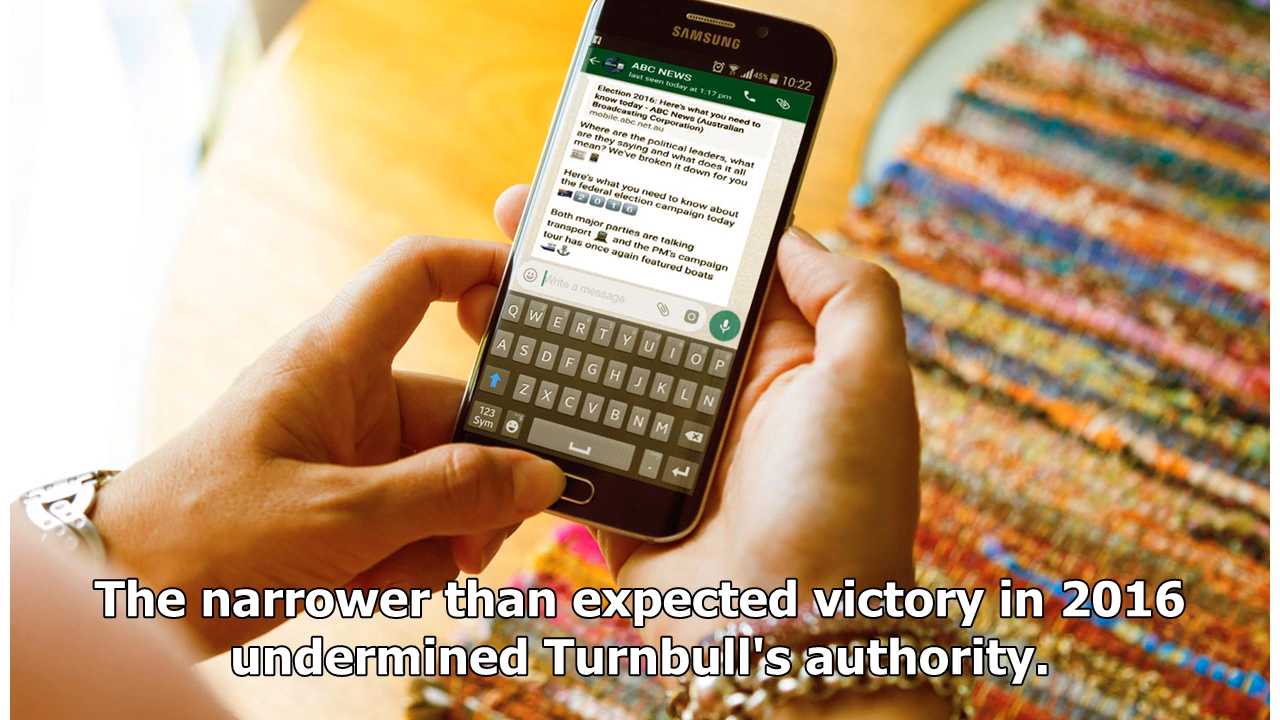 SAMSUNG
45% 10:22
ABC NEWS
last seen today at 1:17 pm
Election 2016: Here's what you need to
know today - ABC News (Australian
Broadcasting Corporation)
mobile.abc.net.au
Where are the political leaders, what
are they saying and what does it all
mean? We've broken it down for you
Here's what you need to know about
the federal election campaign today
2 0 1 6
Both major parties are talking
transport and the PM's campaign
tour has once again featured boats
Write a message
Q W E R T Y U I O P
A S D F G H J K L N
Z X C V B N M
123
Sym
.
The narrower than expected victory in 2016
undermined Turnbull's authority.